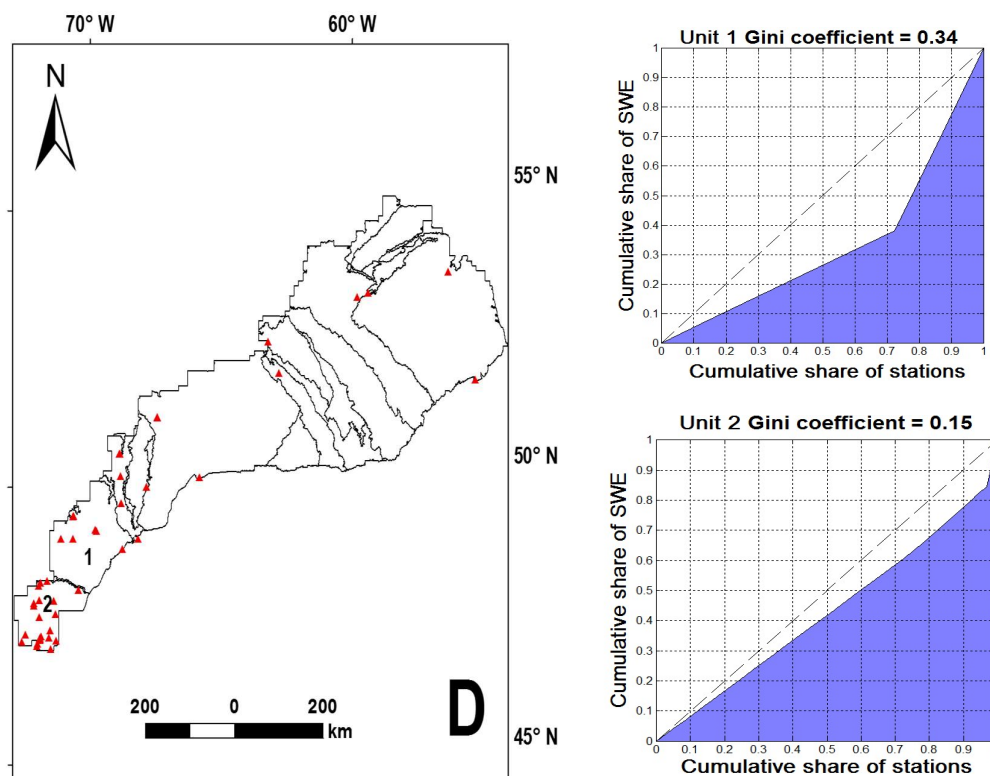 70° W
60° W
N
55° N
50° N
45° N
1
2
200
0
200
km
D
Unit 1 Gini coefficient = 0.34
Cumulative share of SWE
1
0.9
0.8
0.7
0.6
0.5
0.4
0.3
0.2
0.1
0
0 0.1 0.2 0.3 0.4 0.5 0.6 0.7 0.8 0.9 1
Cumulative share of stations
Unit 2 Gini coefficient = 0.15
Cumulative share of SWE
1
0.9
0.8
0.7
0.6
0.5
0.4
0.3
0.2
0.1
0
0 0.1 0.2 0.3 0.4 0.5 0.6 0.7 0.8 0.9
Cumulative share of stations